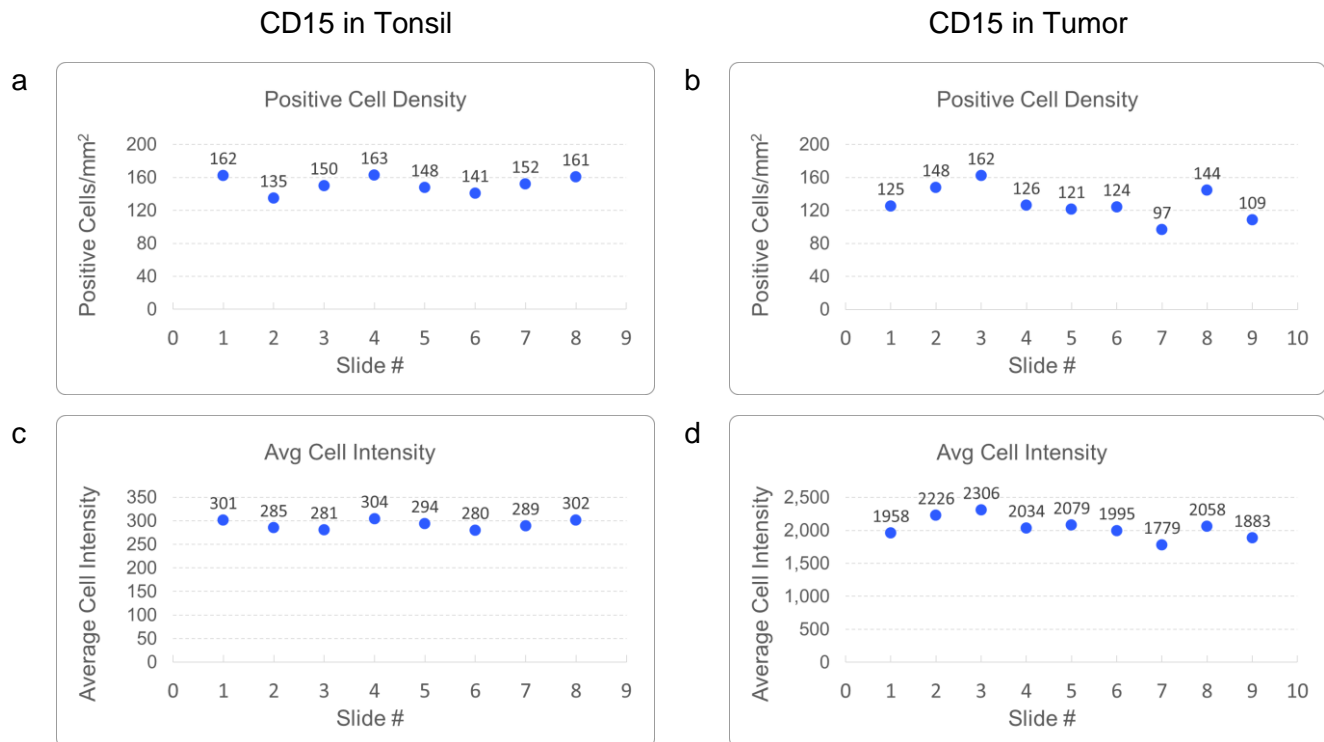 CD15 in Tonsil
CD15 in Tumor
a
Positive Cell Density
Positive Cells/mm²
200
160
120
80
40
0
162
135
150
163
148
141
152
161
0 1 2 3 4 5 6 7 8 9
Slide #
b
Positive Cell Density
Positive Cells/mm²
200
160
120
80
40
0
125
148
162
126
121
124
97
144
109
0 1 2 3 4 5 6 7 8 9 10
Slide #
c
Avg Cell Intensity
Average Cell Intensity
350
300
250
200
150
100
50
0
301
285
281
304
294
280
289
302
0 1 2 3 4 5 6 7 8 9
Slide #
d
Avg Cell Intensity
Average Cell Intensity
2,500
2,000
1,500
1,000
500
0
1958
2226
2306
2034
2079
1995
1779
2058
1883
0 1 2 3 4 5 6 7 8 9 10
Slide #